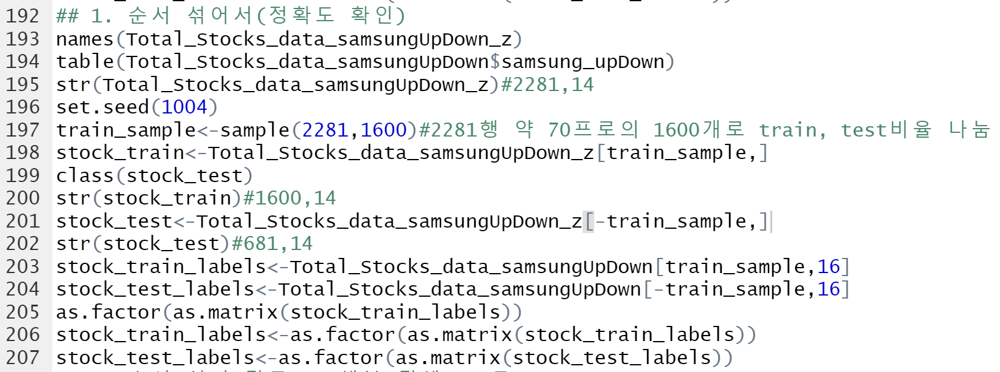 192 ## 1. 순서 섞어서(정확도 확인)
193 names(Total_Stocks_data_samsungUpDown_z)
194 table(Total_Stocks_data_samsungUpDown$samsung_upDown)
195 str(Total_Stocks_data_samsungUpDown_z)#2281,14
196 set.seed(1004)
197 train_sample<-sample(2281,1600)#2281행 약 70프로의 1600개로 train, test비율 나눔
198 stock_train<-Total_Stocks_data_samsungUpDown_z[train_sample,]
199 class(stock_test)
200 str(stock_train)#1600,14
201 stock_test<-Total_Stocks_data_samsungUpDown_z[-train_sample,]
202 str(stock_test)#681,14
203 stock_train_labels<-Total_Stocks_data_samsungUpDown[train_sample,16]
204 stock_test_labels<-Total_Stocks_data_samsungUpDown[-train_sample,16]
205 as.factor(as.matrix(stock_train_labels))
206 stock_train_labels<-as.factor(as.matrix(stock_train_labels))
207 stock_test_labels<-as.factor(as.matrix(stock_test_labels))